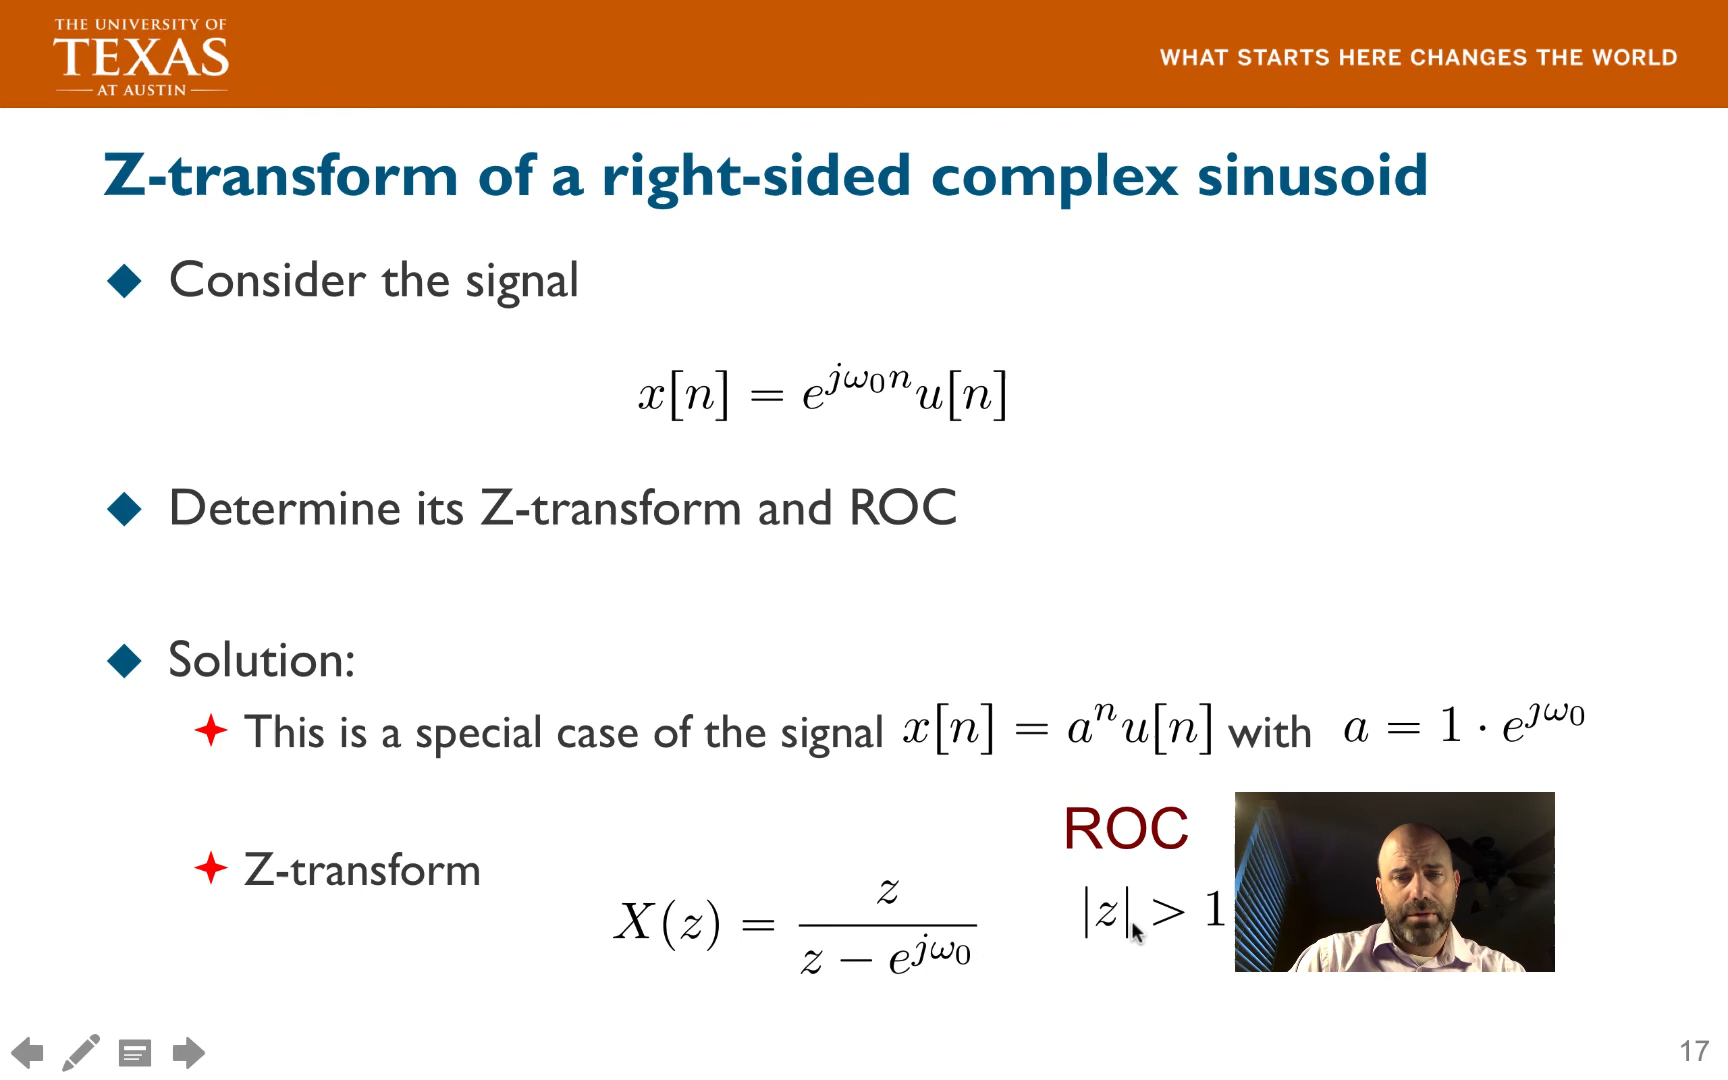 THE UNIVERSITY OF
TEXAS
AT AUSTIN
WHAT STARTS HERE CHANGES THE WORLD
Z-transform of a right-sided complex sinusoid
◆ Consider the signal
x[n] = e^{jω₀n}u[n]
◆ Determine its Z-transform and ROC
◆ Solution:
✦ This is a special case of the signal x[n] = aⁿu[n] with a = 1 · e^{jω₀}
✦ Z-transform
X(z) = \frac{z}{z − e^{jω₀}}
ROC
|z| > 1
17